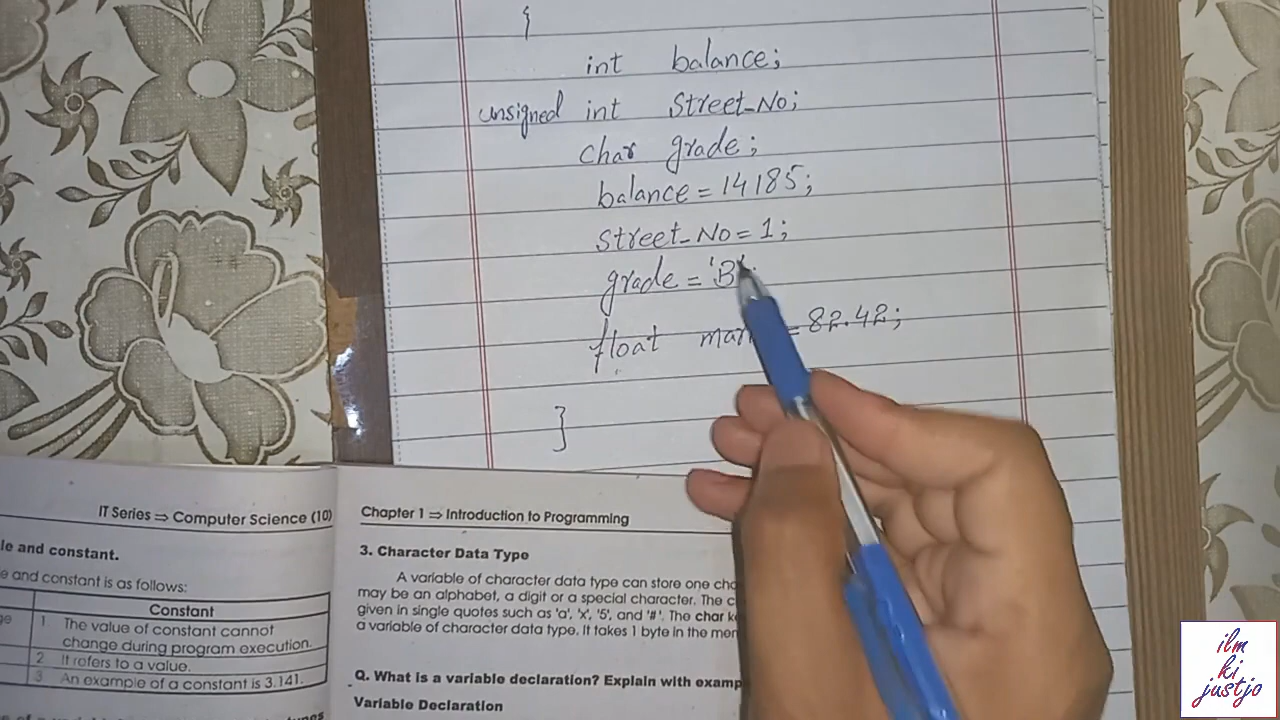 {
int balance;
unsigned int Street_No;
char grade;
balance = 14185;
Street_No = 1;
grade = 'B'
float = 82.42;
}
IT Series ⇒ Computer Science (10)
le and constant.
e and constant is as follows:
Constant
1 The value of constant cannot
change during program execution.
2. It refers to a value.
3 An example of a constant is 3.141.
Chapter 1 ⇒ Introduction to Programming
3. Character Data Type
A variable of character data type can store one
may be an alphabet, a digit or a special character. The
given in single quotes such as 'a', 'x', '5', and '#'. The char
a variable of character data type. It takes 1 byte in the
Q. What is a variable declaration? Explain with
Variable Declaration
ilm
ki
justjo